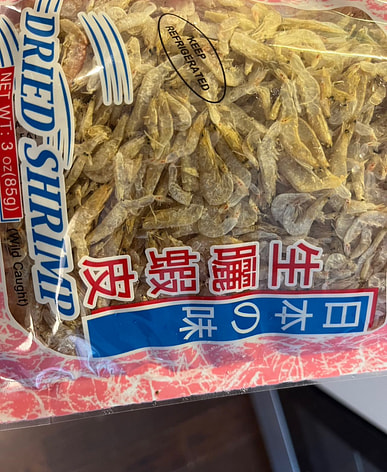 DRIED SHRIMP
NET WT.: 3 oz(85g)
(Wild Caught)
KEEP
REFRIGERATED
生曬蝦皮
日本の味